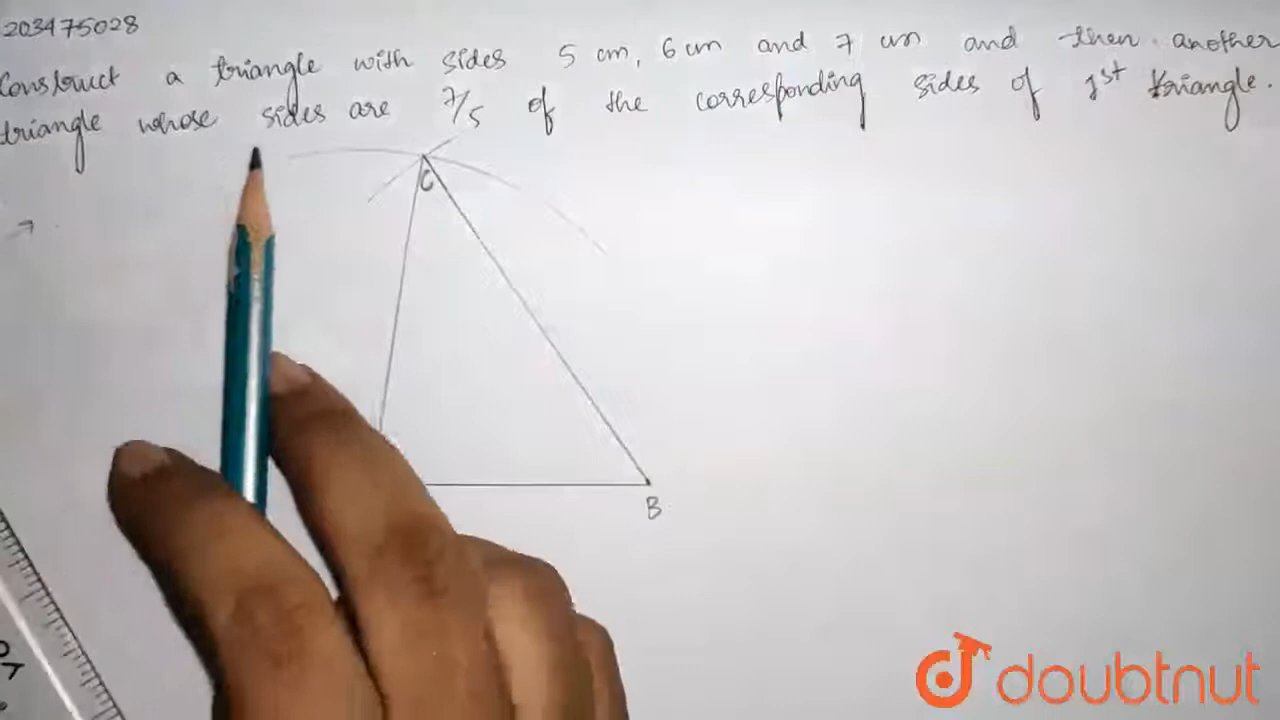 203475028
Construct a triangle with sides 5 cm, 6 cm and 7 cm and then another
triangle whose sides are 7/5 of the corresponding sides of 1st triangle.
C
B
doubtnut